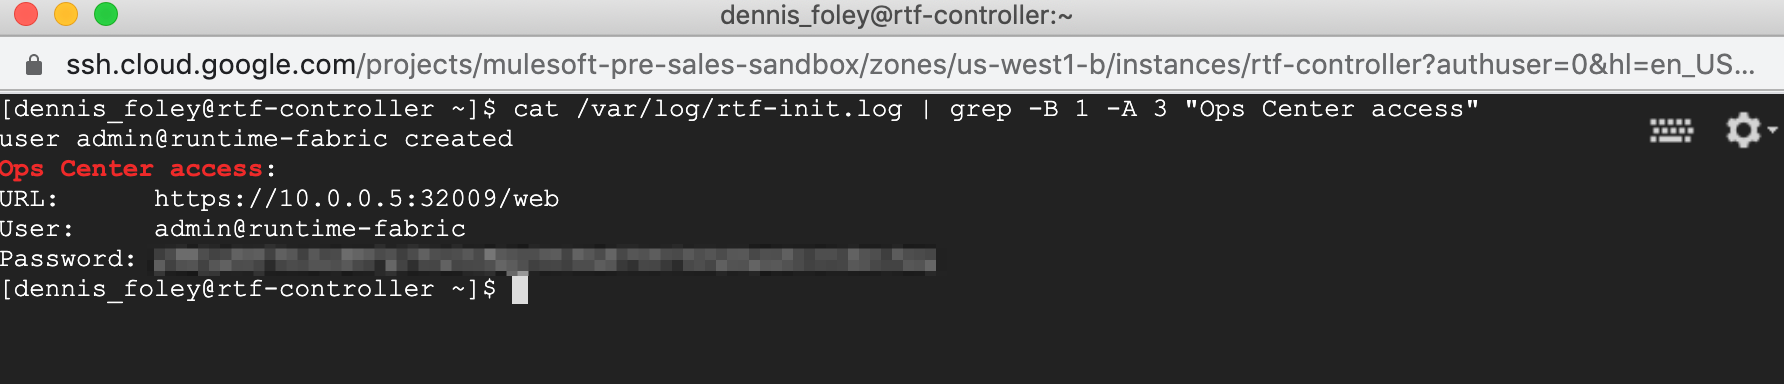 dennis_foley@rtf-controller:~
ssh.cloud.google.com/projects/mulesoft-pre-sales-sandbox/zones/us-west1-b/instances/rtf-controller?authuser=0&hl=en_US...
[dennis_foley@rtf-controller ~]$ cat /var/log/rtf-init.log | grep -B 1 -A 3 "Ops Center access"
user admin@runtime-fabric created
Ops Center access:
URL:      https://10.0.0.5:32009/web
User:     admin@runtime-fabric
Password:
[dennis_foley@rtf-controller ~]$